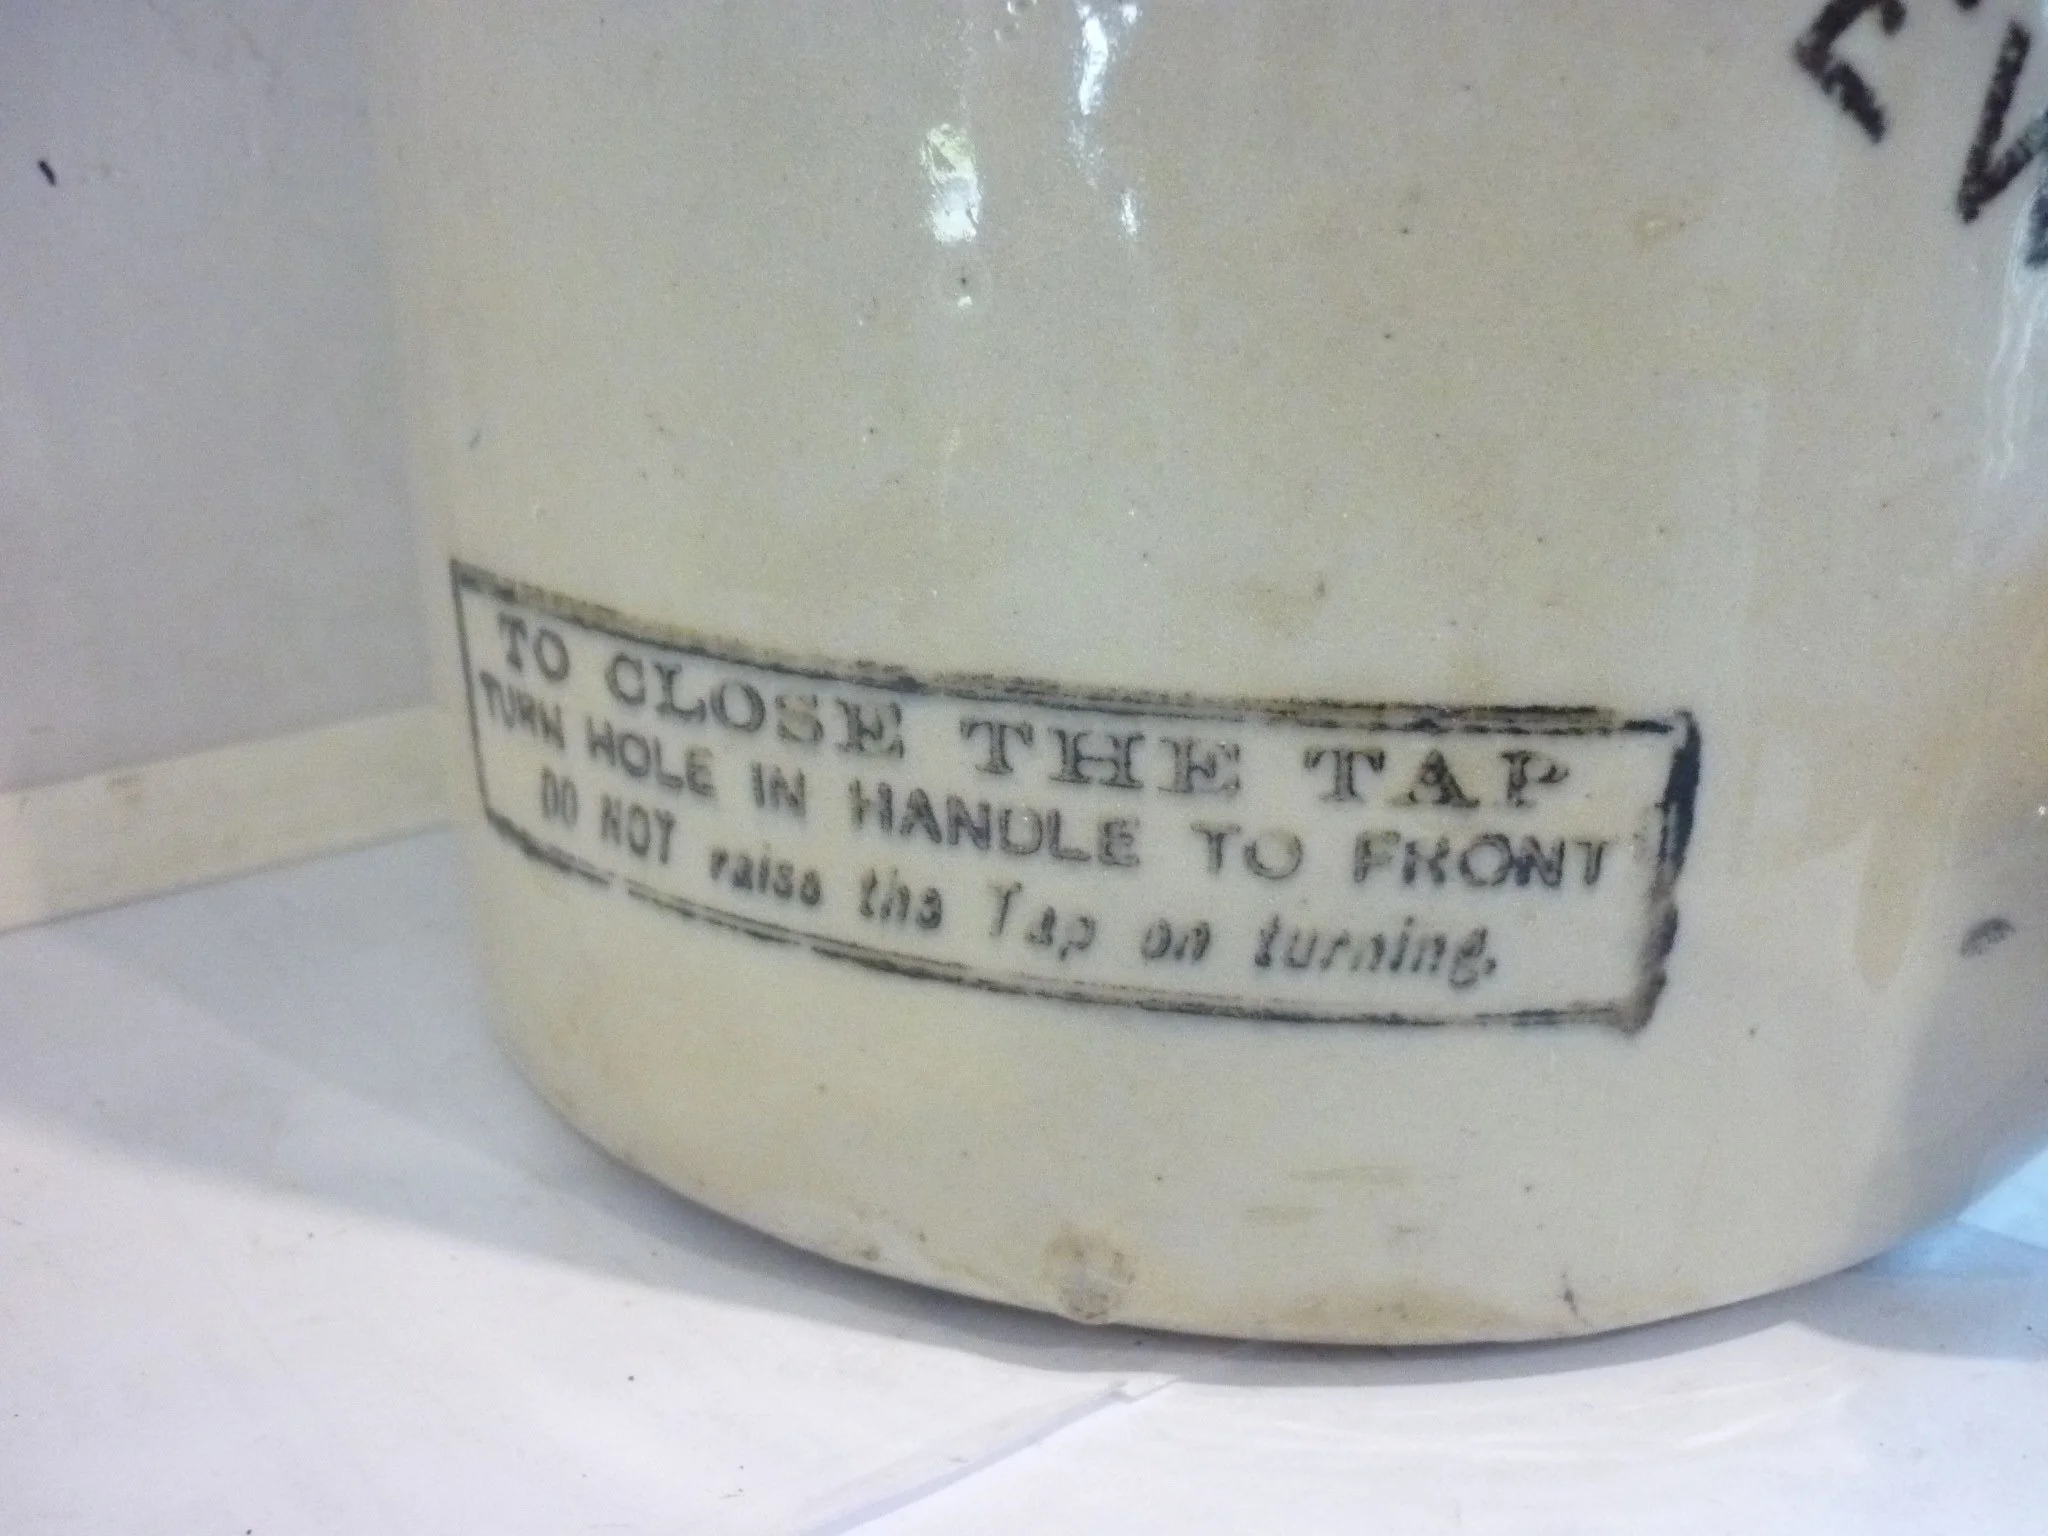 TO CLOSE THE TAP
TURN HOLE IN HANDLE TO FRONT
DO NOT raise the Tap on turning.